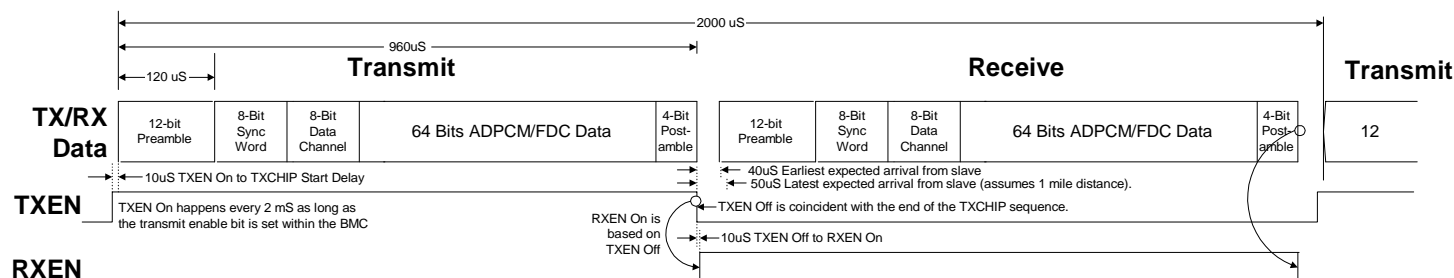 2000 uS
960uS
120 uS
Transmit
Receive
Transmit
TX/RX
Data
12-bit
Preamble
8-Bit
Sync
Word
8-Bit
Data
Channel
64 Bits ADPCM/FDC Data
4-Bit
Post-
amble
12-bit
Preamble
8-Bit
Sync
Word
8-Bit
Data
Channel
64 Bits ADPCM/FDC Data
4-Bit
Post-
amble
12
10uS TXEN On to TXCHIP Start Delay
40uS Earliest expected arrival from slave
50uS Latest expected arrival from slave (assumes 1 mile distance).
TXEN
TXEN On happens every 2 mS as long as
the transmit enable bit is set within the BMC
RXEN On is
based on
TXEN Off
TXEN Off is coincident with the end of the TXCHIP sequence.
10uS TXEN Off to RXEN On
RXEN